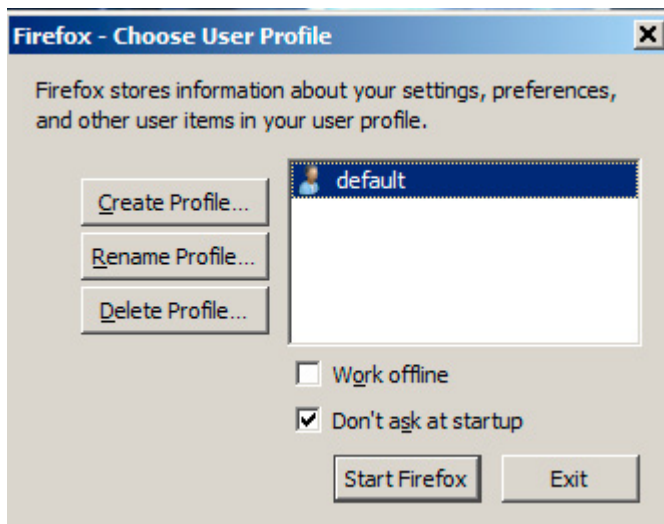 Firefox - Choose User Profile
Firefox stores information about your settings, preferences,
and other user items in your user profile.
default
Create Profile...
Rename Profile...
Delete Profile...
Work offline
Don't ask at startup
Start Firefox
Exit